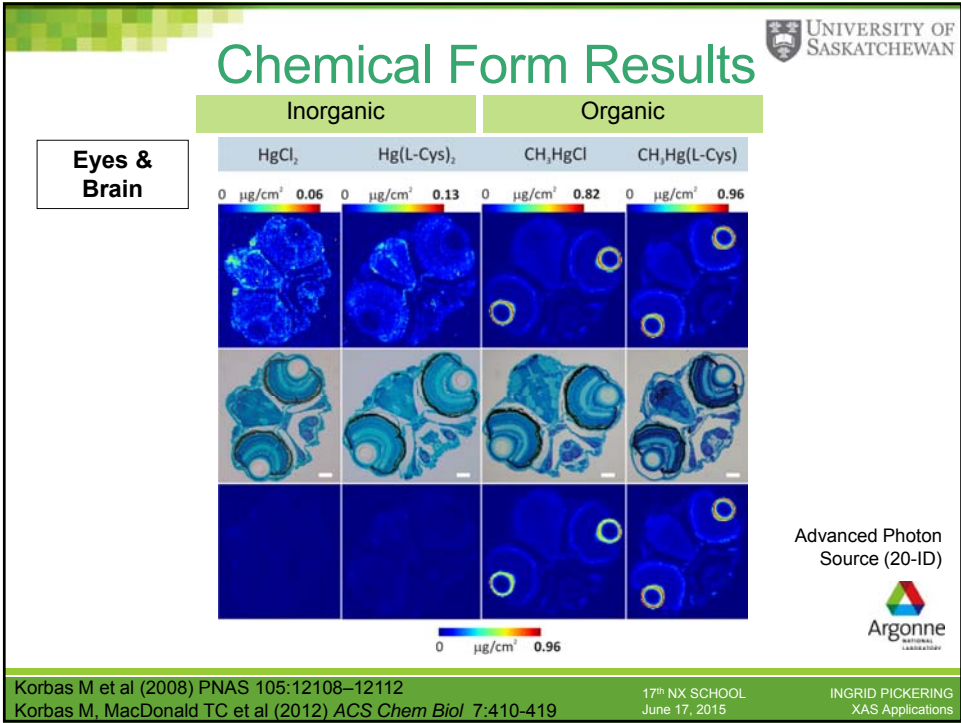 UNIVERSITY OF
SASKATCHEWAN
Chemical Form Results
Inorganic Organic
Eyes &
Brain
HgCl₂ Hg(L-Cys)₂ CH₃HgCl CH₃Hg(L-Cys)
0 μg/cm² 0.06 0 μg/cm² 0.13 0 μg/cm² 0.82 0 μg/cm² 0.96
Advanced Photon
Source (20-ID)
Argonne
NATIONAL
LABORATORY
0 μg/cm² 0.96
Korbas M et al (2008) PNAS 105:12108–12112
Korbas M, MacDonald TC et al (2012) ACS Chem Biol 7:410-419
17th NX SCHOOL
June 17, 2015
INGRID PICKERING
XAS Applications